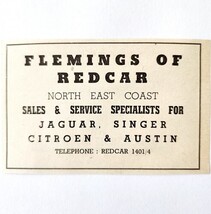 FLEMINGS OF
REDCAR
NORTH EAST COAST
SALES & SERVICE SPECIALISTS FOR
JAGUAR, SINGER
CITROEN & AUSTIN
TELEPHONE : REDCAR 1401/4